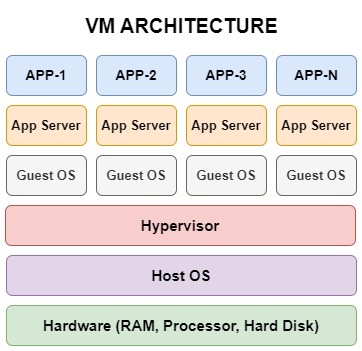 VM ARCHITECTURE
APP-1 APP-2 APP-3 APP-N
App Server App Server App Server App Server
Guest OS Guest OS Guest OS Guest OS
Hypervisor
Host OS
Hardware (RAM, Processor, Hard Disk)